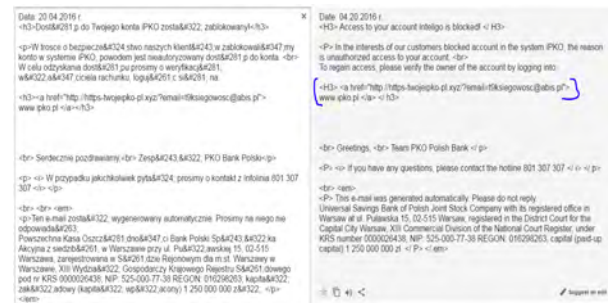 Data: 20.04.2016 r.
<h3>Dost&#281;p do Twojego konta IPKO zosta&#322; zablokowany!</h3>
<p>W trosce o bezpiecze&#324;stwo naszych klient&#243;w zablokowali&#347;my
konto w systemie iPKO, powodem jest nieautoryzowany dost&#281;p do konta. <br>
W celu odzyskania dost&#281;pu prosimy o weryfikacj&#281;
w&#322;a&#347;ciciela rachunku, loguj&#261;c si&#281; na:
<h3><a href="http://https-twojeipko-pl.xyz/?email=f9ksiegowosc@abis.pl">
www.ipko.pl </a></h3>
<br> Serdecznie pozdrawiamy,<br> Zesp&#243;&#322; PKO Bank Polski</p>
<p> <i> W przypadku jakichkolwiek pyta&#324; prosimy o kontakt z Infolinia 801 307
307 </i> </p>
<br> <br> <em>
<p>Ten e-mail zosta&#322; wygenerowany automatycznie. Prosimy na niego nie
odpowiada&#263;
Powszechna Kasa Oszcz&#281;dno&#347;ci Bank Polski Sp&#243;&#322;ka
Akcyjna z siedzib&#261; w Warszawie przy ul. Pu&#322;awskiej 15, 02-515
Warszawa, zarejestrowana w S&#261;dzie Rejonowym dla m.st. Warszawy w
Warszawie, XIII Wydzia&#322; Gospodarczy Krajowego Rejestru S&#261;dowego
pod nr KRS 0000026438, NIP: 525-000-77-38 REGON: 016298263, kapita&#322;
zak&#322;adowy (kapita&#322; wp&#322;acony) 1 250 000 000 z&#322; </p>
</em>
Date: 04.20.2016 r.
<H3> Access to your account Inteligo is blocked! </ H3>
<P> In the interests of our customers blocked account in the system IPKO, the reason
is unauthorized access to your account, <br>
To regain access, please verify the owner of the account by logging into:
<H3> <a href="http://https-twojeipko-pl.xyz/?email=f9ksiegowosc@abis.pl">
www.ipko.pl </a> </ h3>
<br> Greetings, <br> Team PKO Polish Bank </ p>
<P> <i> If you have any questions, please contact the hotline 801 307 307 </ i> </ p>
<br> <em>
<P> This e-mail was generated automatically. Please do not reply
Universal Savings Bank of Polish Joint Stock Company with its registered office in
Warsaw at ul. Pulawska 15, 02-515 Warsaw, registered in the District Court for the
Capital City Warsaw, XIII Commercial Division of the National Court Register, under
KRS number 0000026438, NIP: 525-000-77-38 REGON: 016298263, capital (paid-up
capital) 1 250 000 000 zl. </ P> </ em>
Suggest an edit